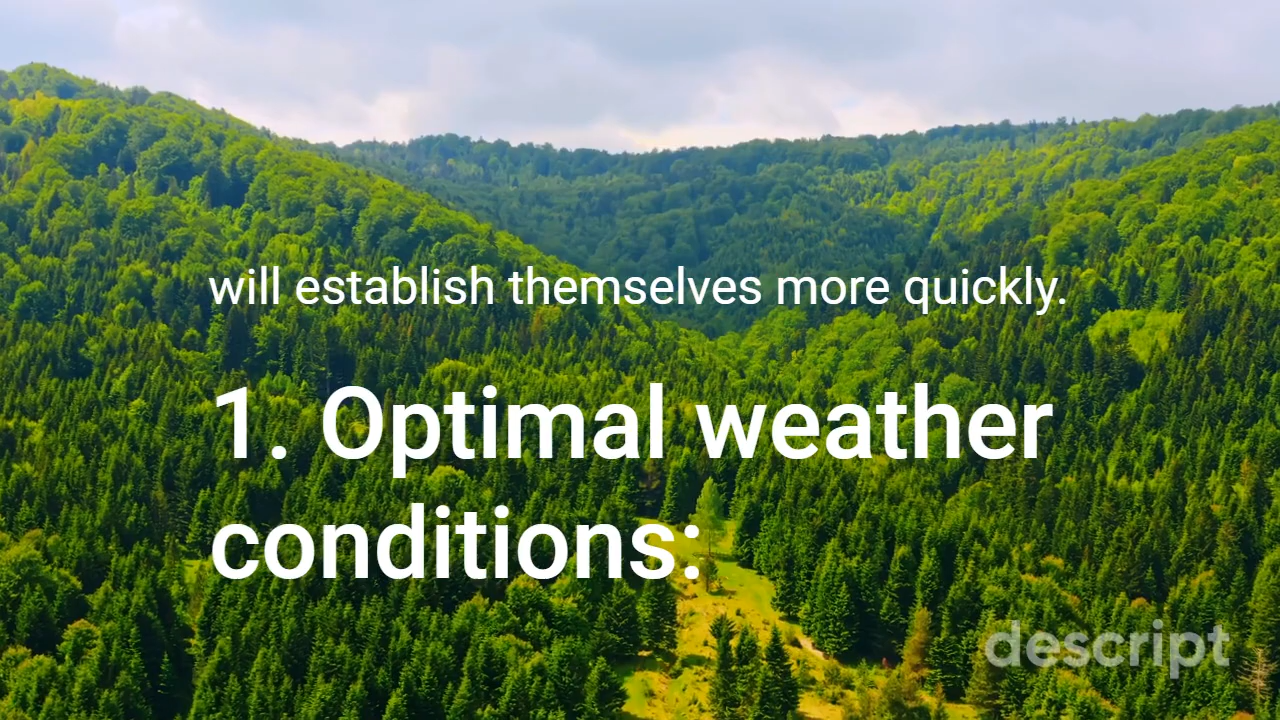 will establish themselves more quickly.
1. Optimal weather
conditions:
descript